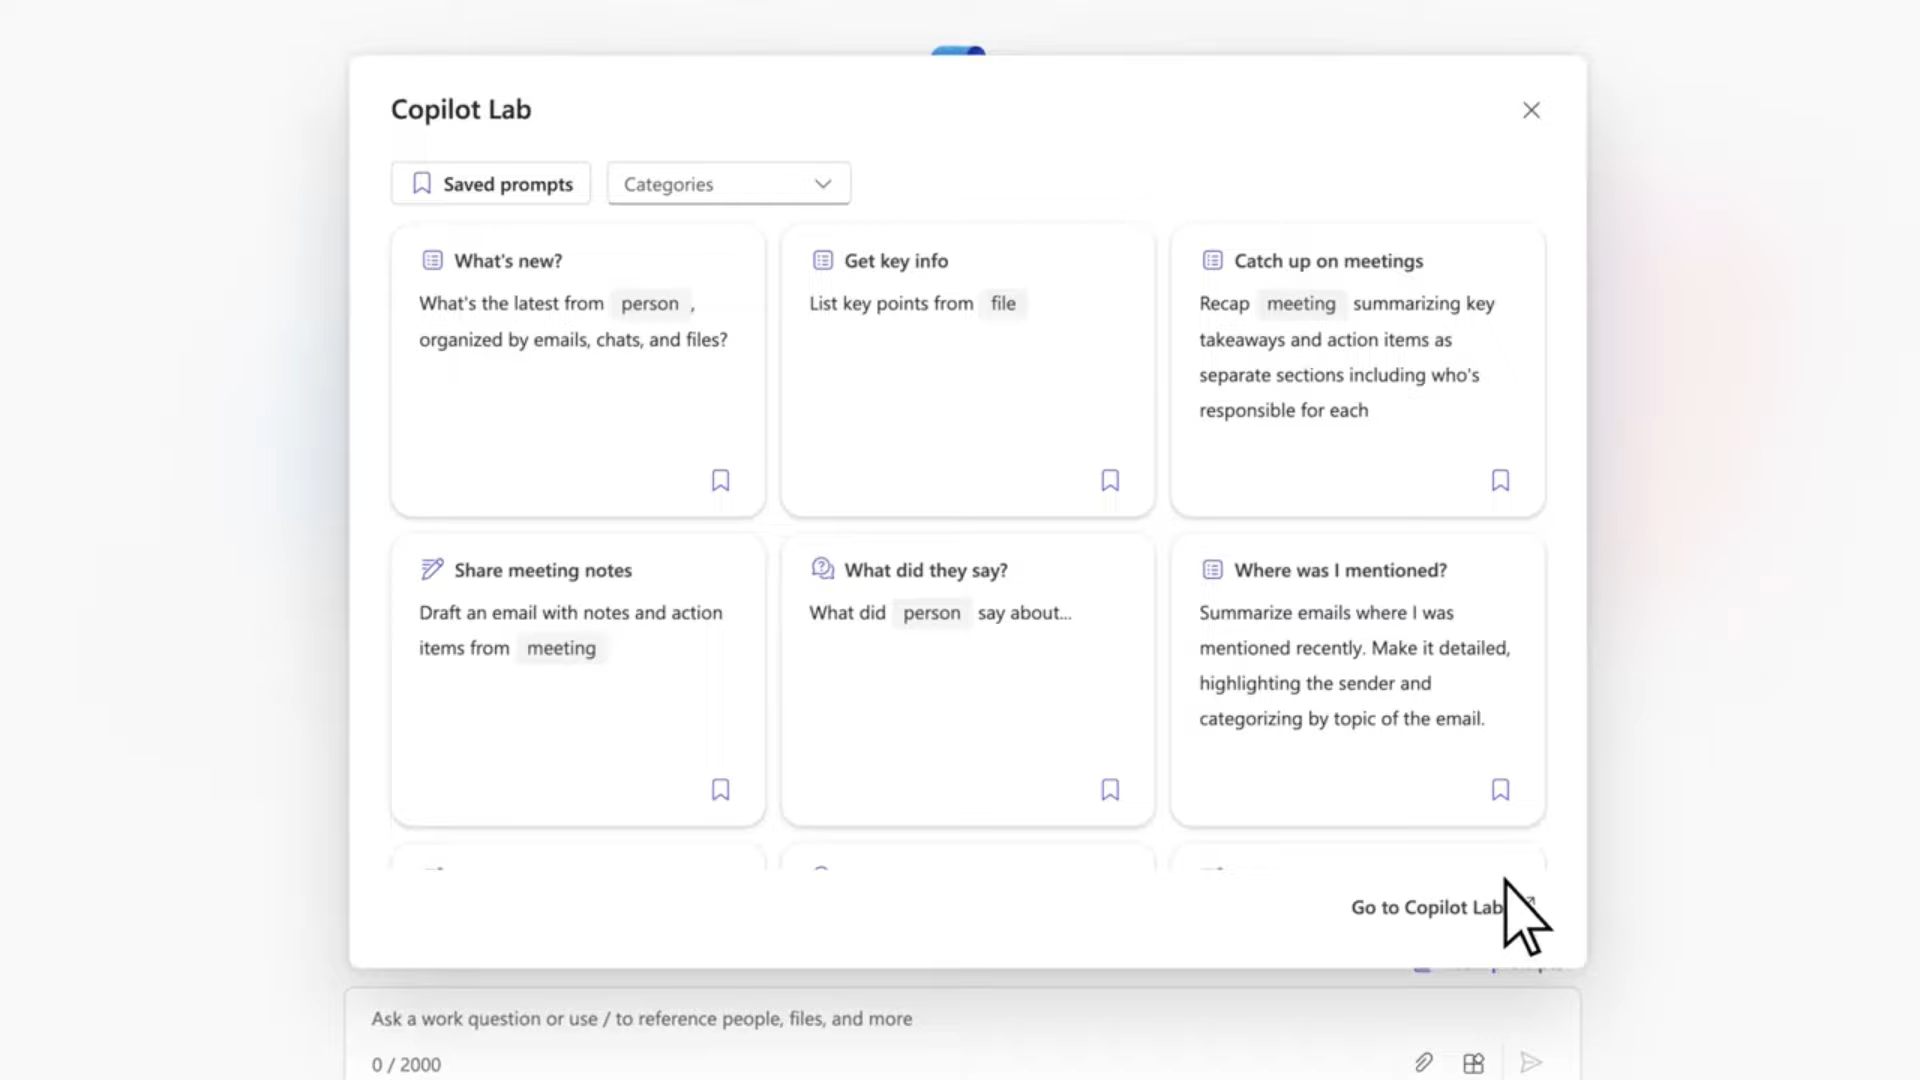 Copilot Lab
Saved prompts
Categories
What's new?
What's the latest from person ,
organized by emails, chats, and files?
Get key info
List key points from file
Catch up on meetings
Recap meeting summarizing key
takeaways and action items as
separate sections including who's
responsible for each
Share meeting notes
Draft an email with notes and action
items from meeting
What did they say?
What did person say about...
Where was I mentioned?
Summarize emails where I was
mentioned recently. Make it detailed,
highlighting the sender and
categorizing by topic of the email.
Go to Copilot Lab
Ask a work question or use / to reference people, files, and more
0 / 2000